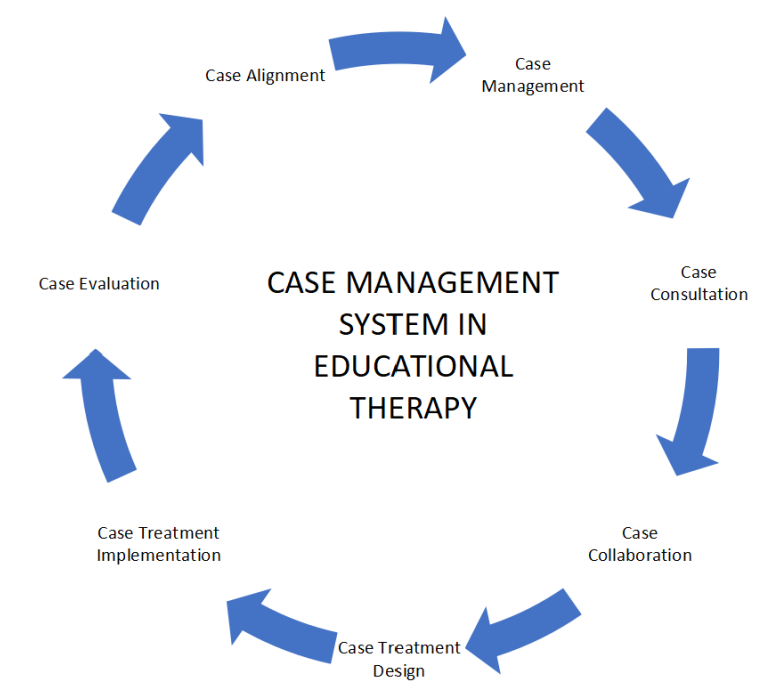 Case Alignment
Case
Management
Case
Consultation
Case
Collaboration
Case Treatment
Design
Case Treatment
Implementation
Case Evaluation
CASE MANAGEMENT
SYSTEM IN
EDUCATIONAL
THERAPY